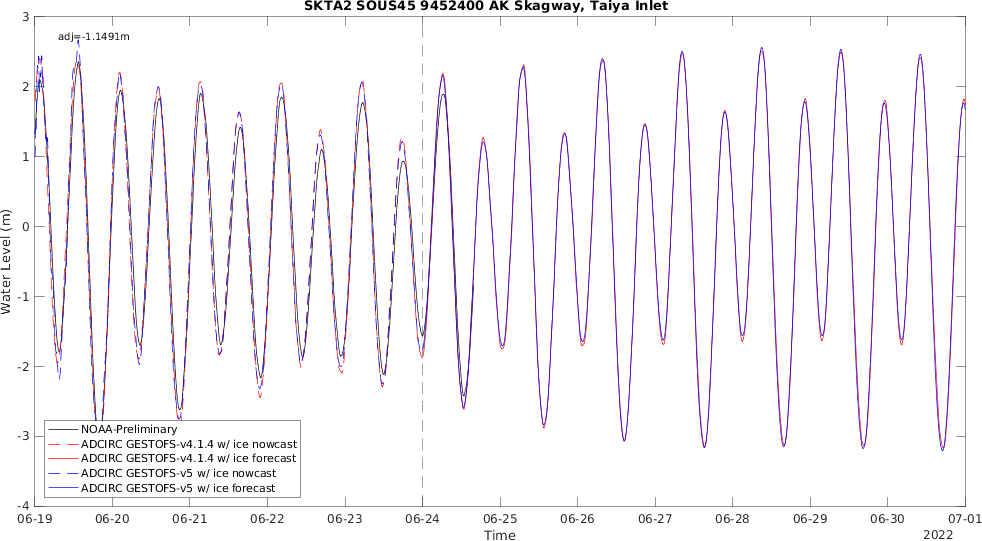 SKTA2 SOUS45 9452400 AK Skagway, Taiya Inlet
adj=-1.1491m
3
2
1
0
-1
-2
-3
-4
Water Level (m)
NOAA-Preliminary
ADCIRC GESTOFS-v4.1.4 w/ ice nowcast
ADCIRC GESTOFS-v4.1.4 w/ ice forecast
ADCIRC GESTOFS-v5 w/ ice nowcast
ADCIRC GESTOFS-v5 w/ ice forecast
06-19 06-20 06-21 06-22 06-23 06-24 06-25 06-26 06-27 06-28 06-29 06-30 07-01
Time
2022